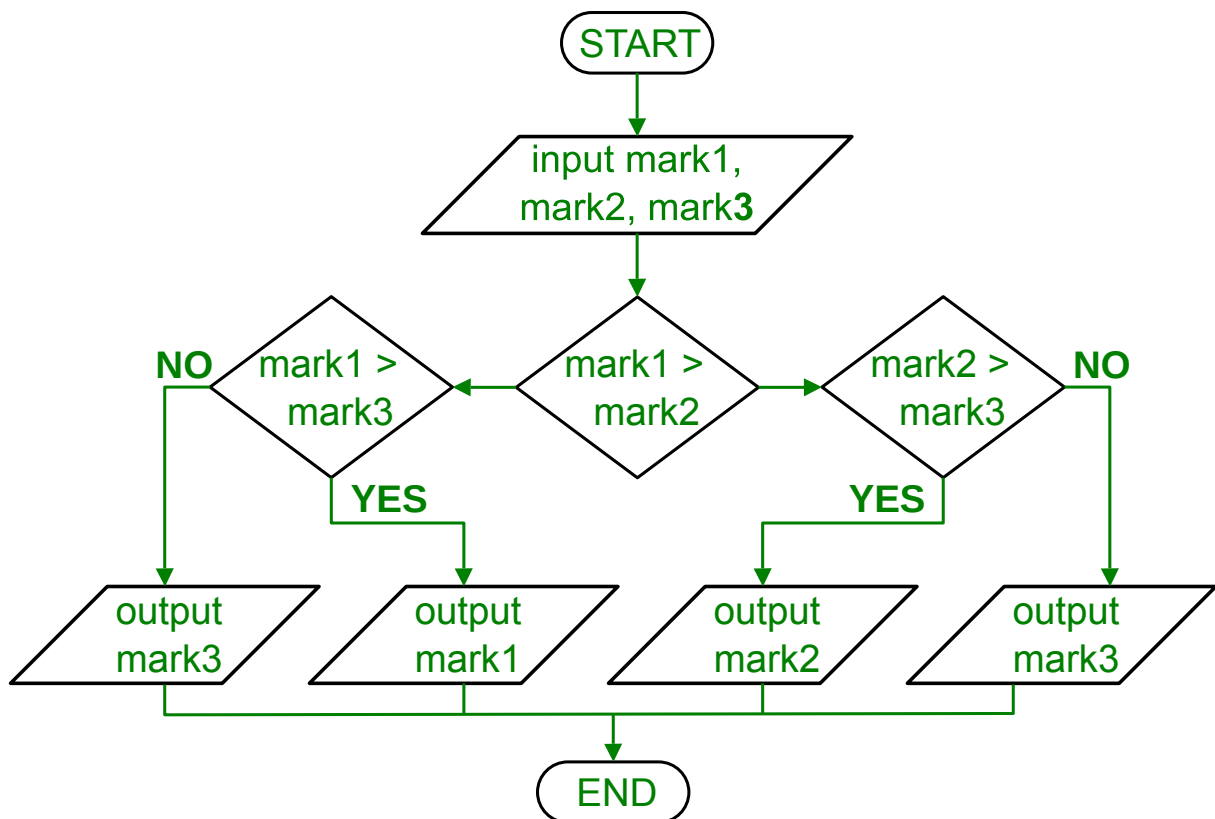 START
input mark1,
mark2, mark3
NO
mark1 >
mark3
mark1 >
mark2
mark2 >
mark3
NO
YES
YES
output
mark3
output
mark1
output
mark2
output
mark3
END